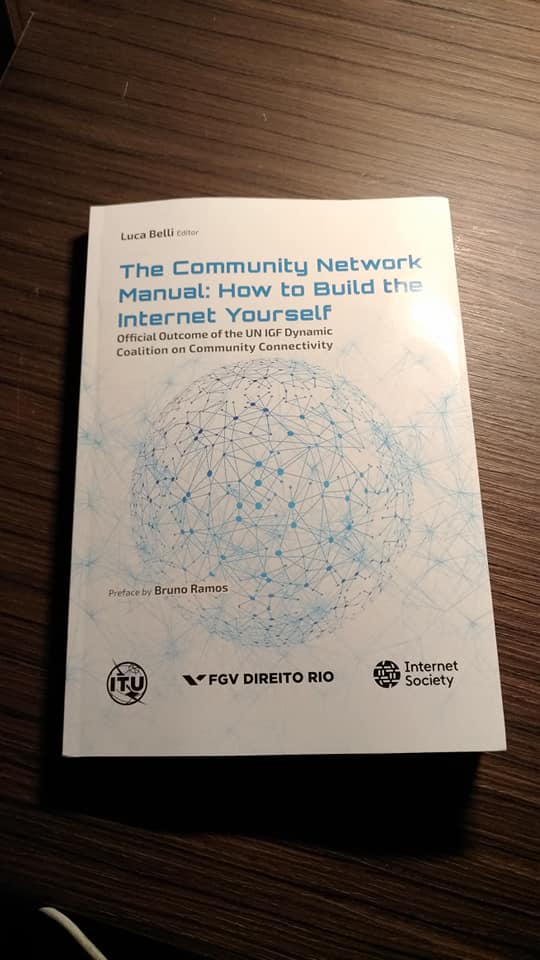 Luca Belli Editor
The Community Network
Manual: How to Build the
Internet Yourself
Official Outcome of the UN IGF Dynamic
Coalition on Community Connectivity
Preface by Bruno Ramos
ITU
FGV DIREITO RIO
Internet
Society